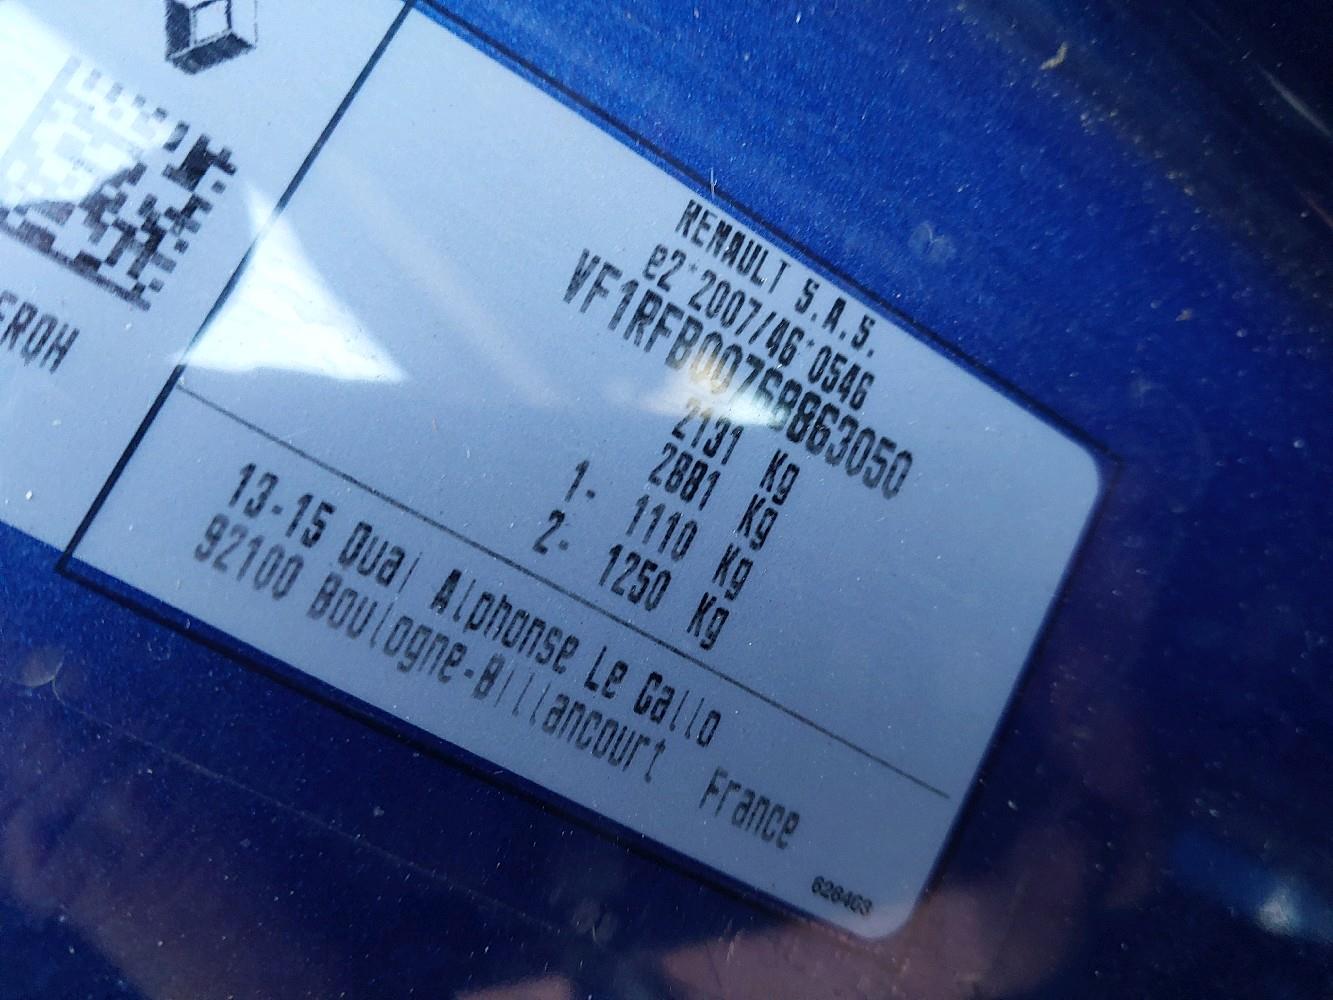 ERQH
RENAULT S.A.S.
e2*2007/46*0546
VF1RFB00768863050
2131 Kg
2881 Kg
1- 1110 Kg
2- 1250 Kg
13-15 Quai Alphonse Le Gallo
92100 Boulogne-Billancourt France
628463